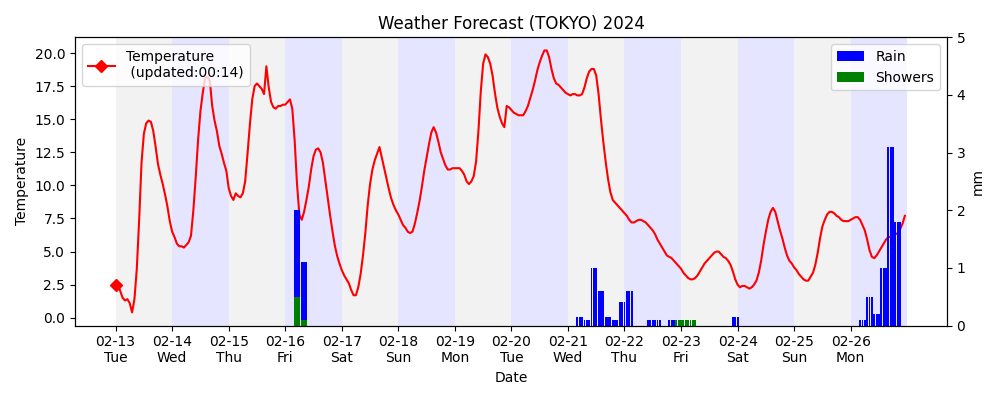 Weather Forecast (TOKYO) 2024
Temperature
(updated:00:14)
Rain
Showers
20.0
17.5
15.0
12.5
10.0
7.5
5.0
2.5
0.0
Temperature
5
4
3
2
1
0
mm
02-13 02-14 02-15 02-16 02-17 02-18 02-19 02-20 02-21 02-22 02-23 02-24 02-25 02-26
Tue Wed Thu Fri Sat Sun Mon Tue Wed Thu Fri Sat Sun Mon
Date